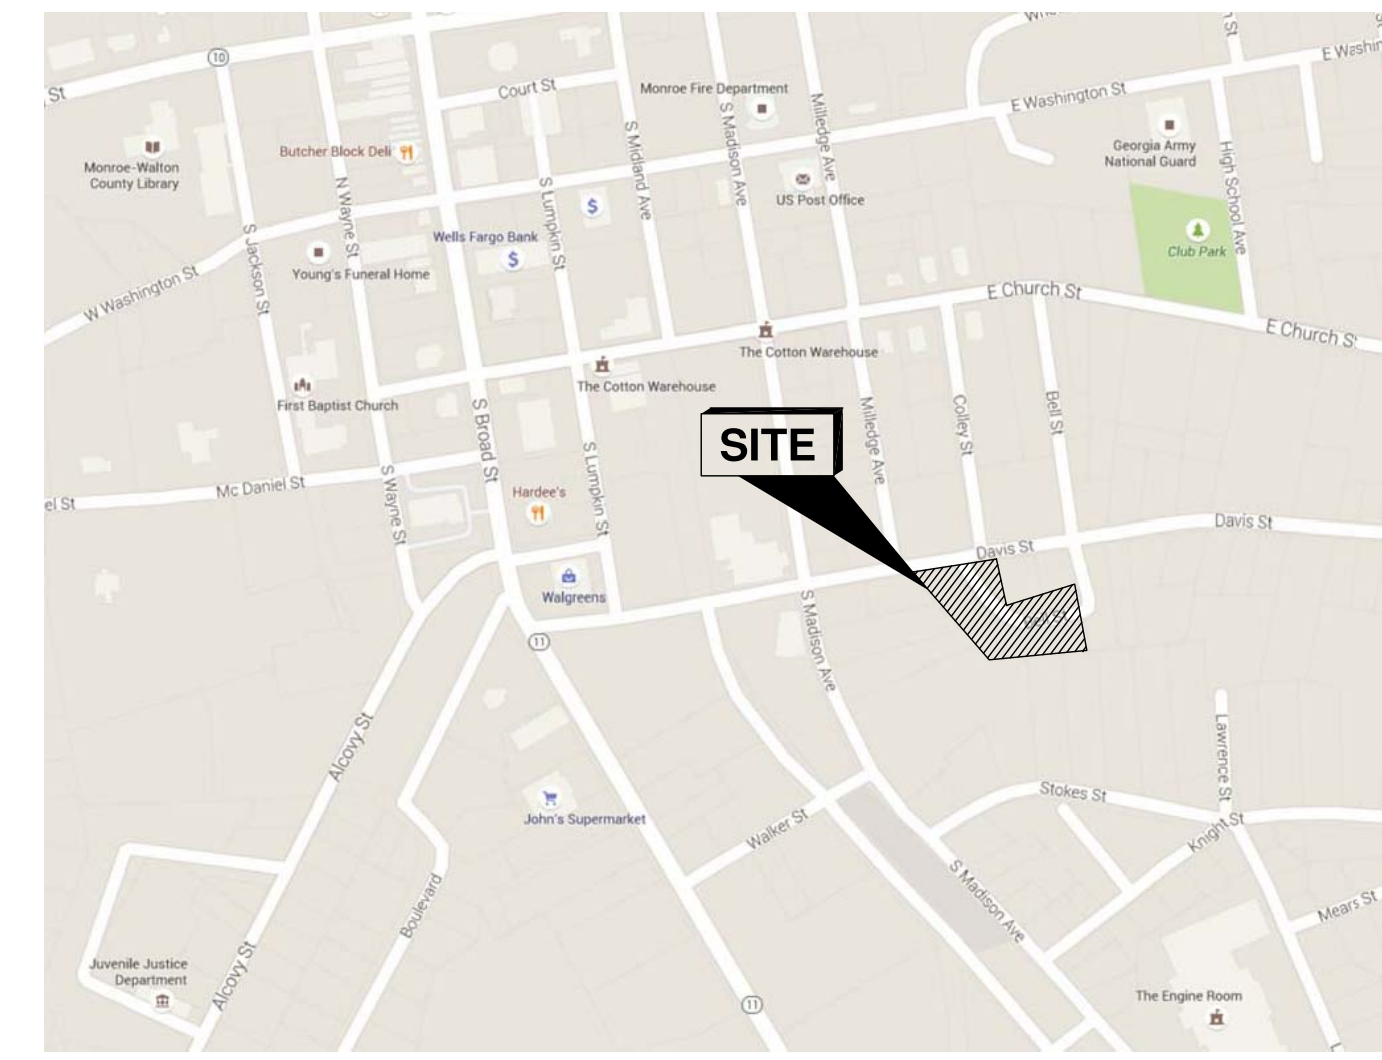 10
St
Court St
Monroe Fire Department
Milledge Ave
E Washington St
E Washin
Georgia Army
National Guard
High School Ave
Monroe-Walton
County Library
Butcher Block Deli
S Midland Ave
S Madison Ave
US Post Office
N Wayne St
S Lumpkin St
Wells Fargo Bank
Club Park
S Jackson St
Young's Funeral Home
W Washington St
E Church St
E Church St
The Cotton Warehouse
The Cotton Warehouse
First Baptist Church
S Broad St
Milledge Ave
Colley St
Bell St
SITE
S Lumpkin St
Mc Daniel St
el St
S Wayne St
Hardee's
Davis St
Davis St
Walgreens
S Madison Ave
Bell St
11
Alcovy St
Lawrence St
John's Supermarket
Walker St
Stokes St
Knight St
Boulevard
S Madison Ave
Mears St
Juvenile Justice
Department
Alcovy St
11
The Engine Room